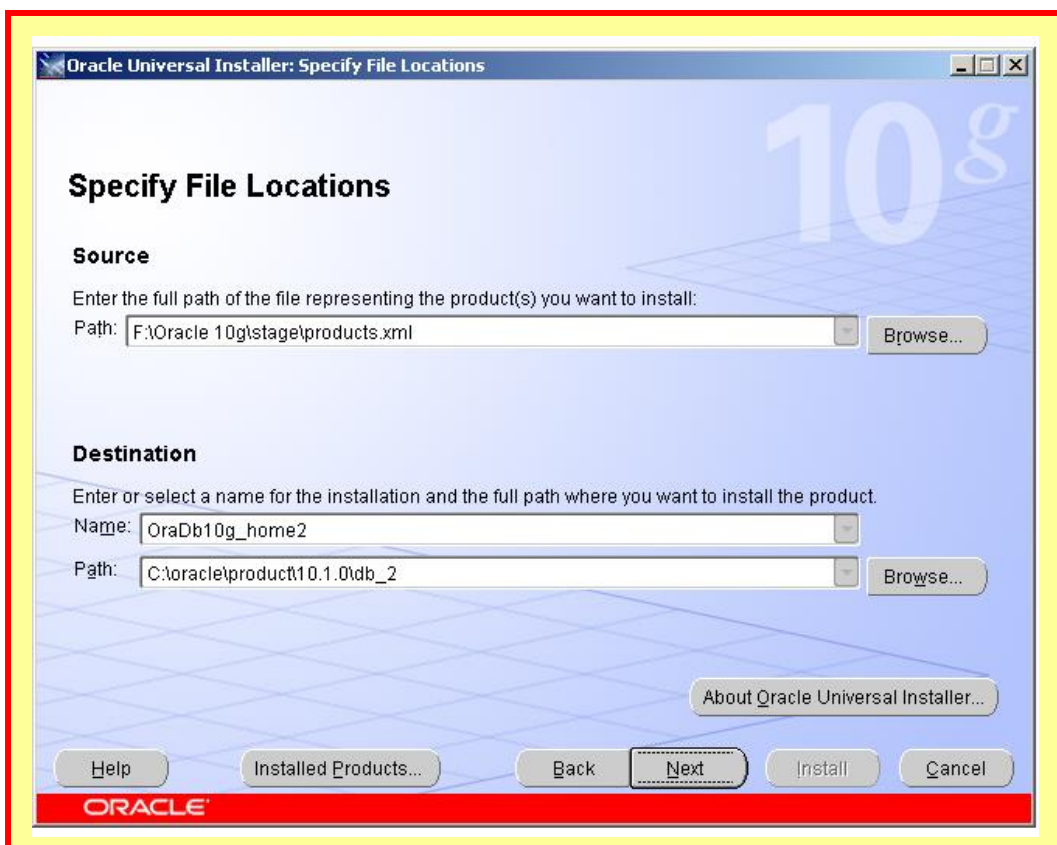 Oracle Universal Installer: Specify File Locations
10g
Specify File Locations
Source
Enter the full path of the file representing the product(s) you want to install:
Path: F:\Oracle 10g\stage\products.xml Browse...
Destination
Enter or select a name for the installation and the full path where you want to install the product.
Name: OraDb10g_home2
Path: C:\oracle\product\10.1.0\db_2 Browse...
About Oracle Universal Installer...
Help Installed Products... Back Next Install Cancel
ORACLE